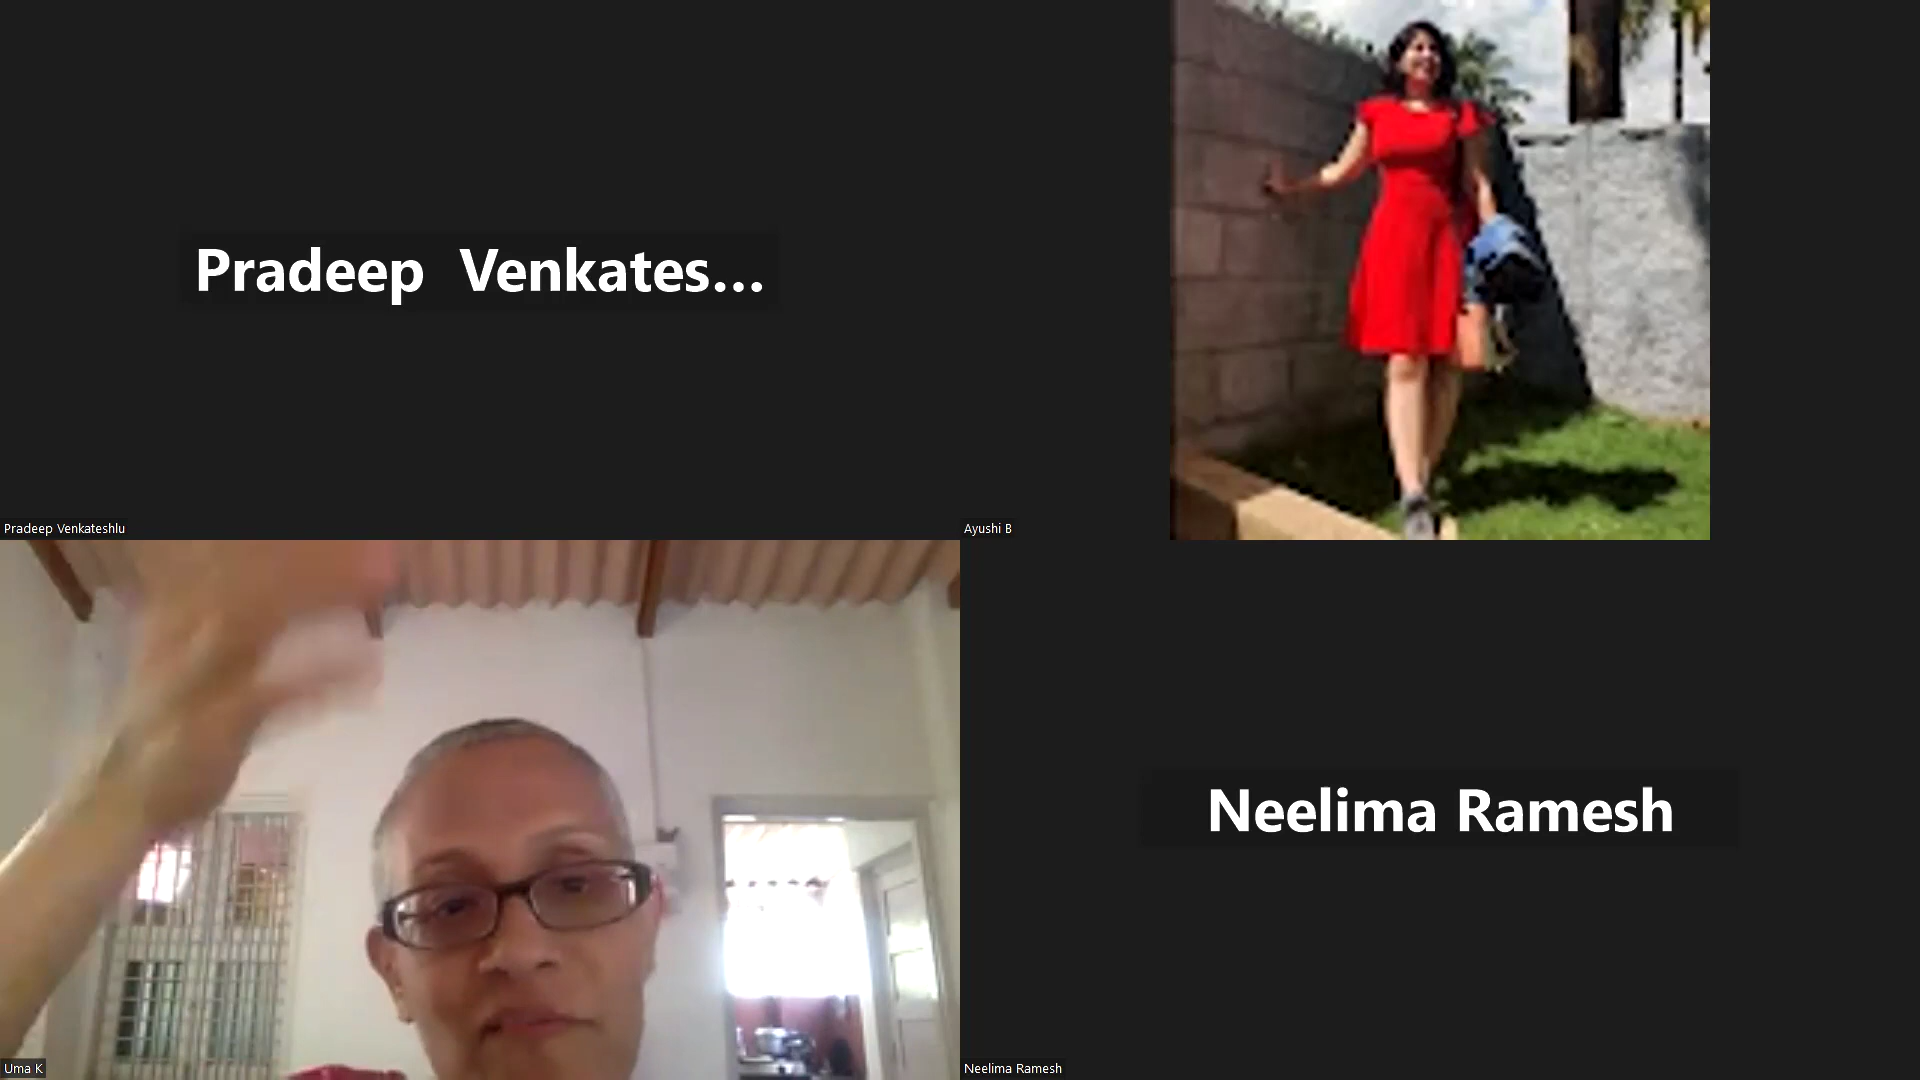 Pradeep  Venkates...
Pradeep Venkateshlu
Ayushi B
Uma K
Neelima Ramesh
Neelima Ramesh